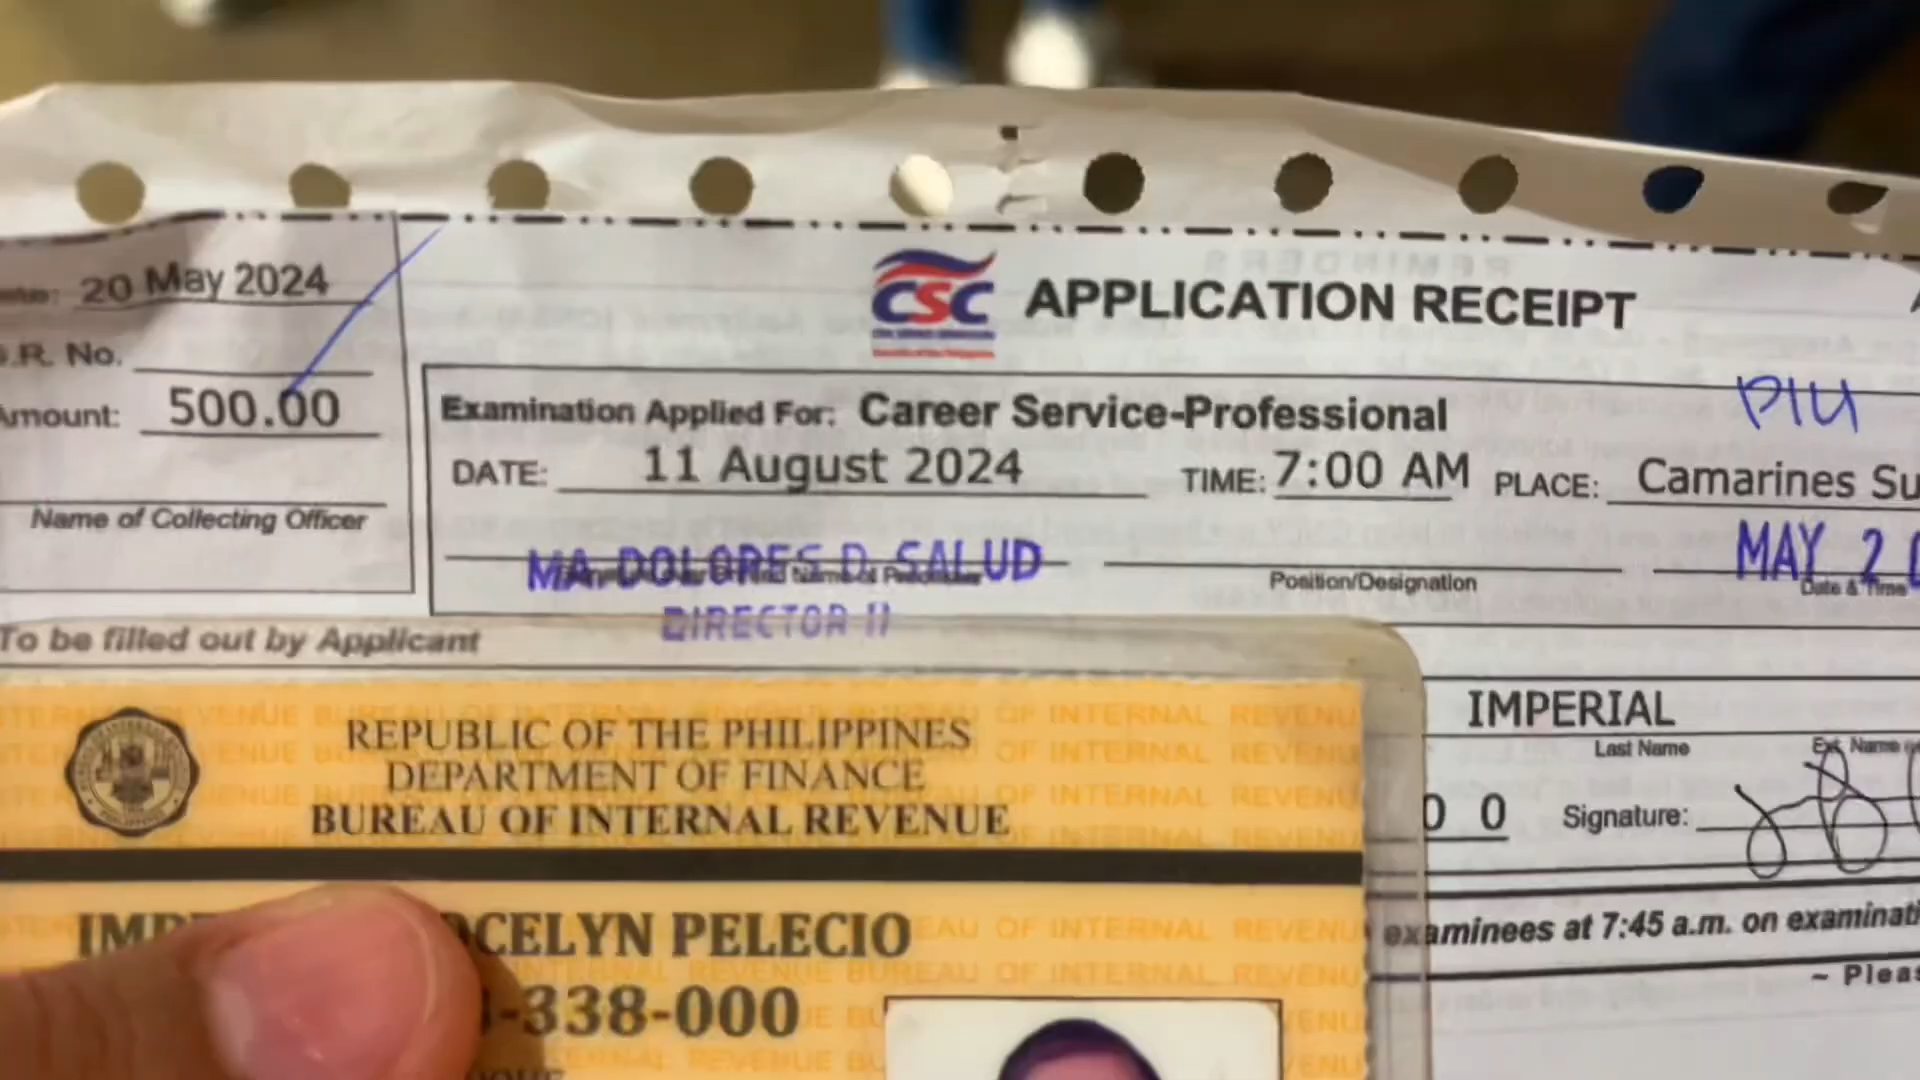 20 May 2024
O.R. No.
Amount: 500.00
Name of Collecting Officer
CSC
APPLICATION RECEIPT
Examination Applied For: Career Service-Professional
DATE: 11 August 2024 TIME: 7:00 AM PLACE: Camarines Su
MA. DOLORES D. SALUD
DIRECTOR II
Position/Designation
MAY 2
Date & Time
To be filled out by Applicant
IMPERIAL
Last Name
Ext. Name
0 0 Signature:
examinees at 7:45 a.m. on examinati
~ Pleas
REPUBLIC OF THE PHILIPPINES
DEPARTMENT OF FINANCE
BUREAU OF INTERNAL REVENUE
IMP OCELYN PELECIO
-338-000